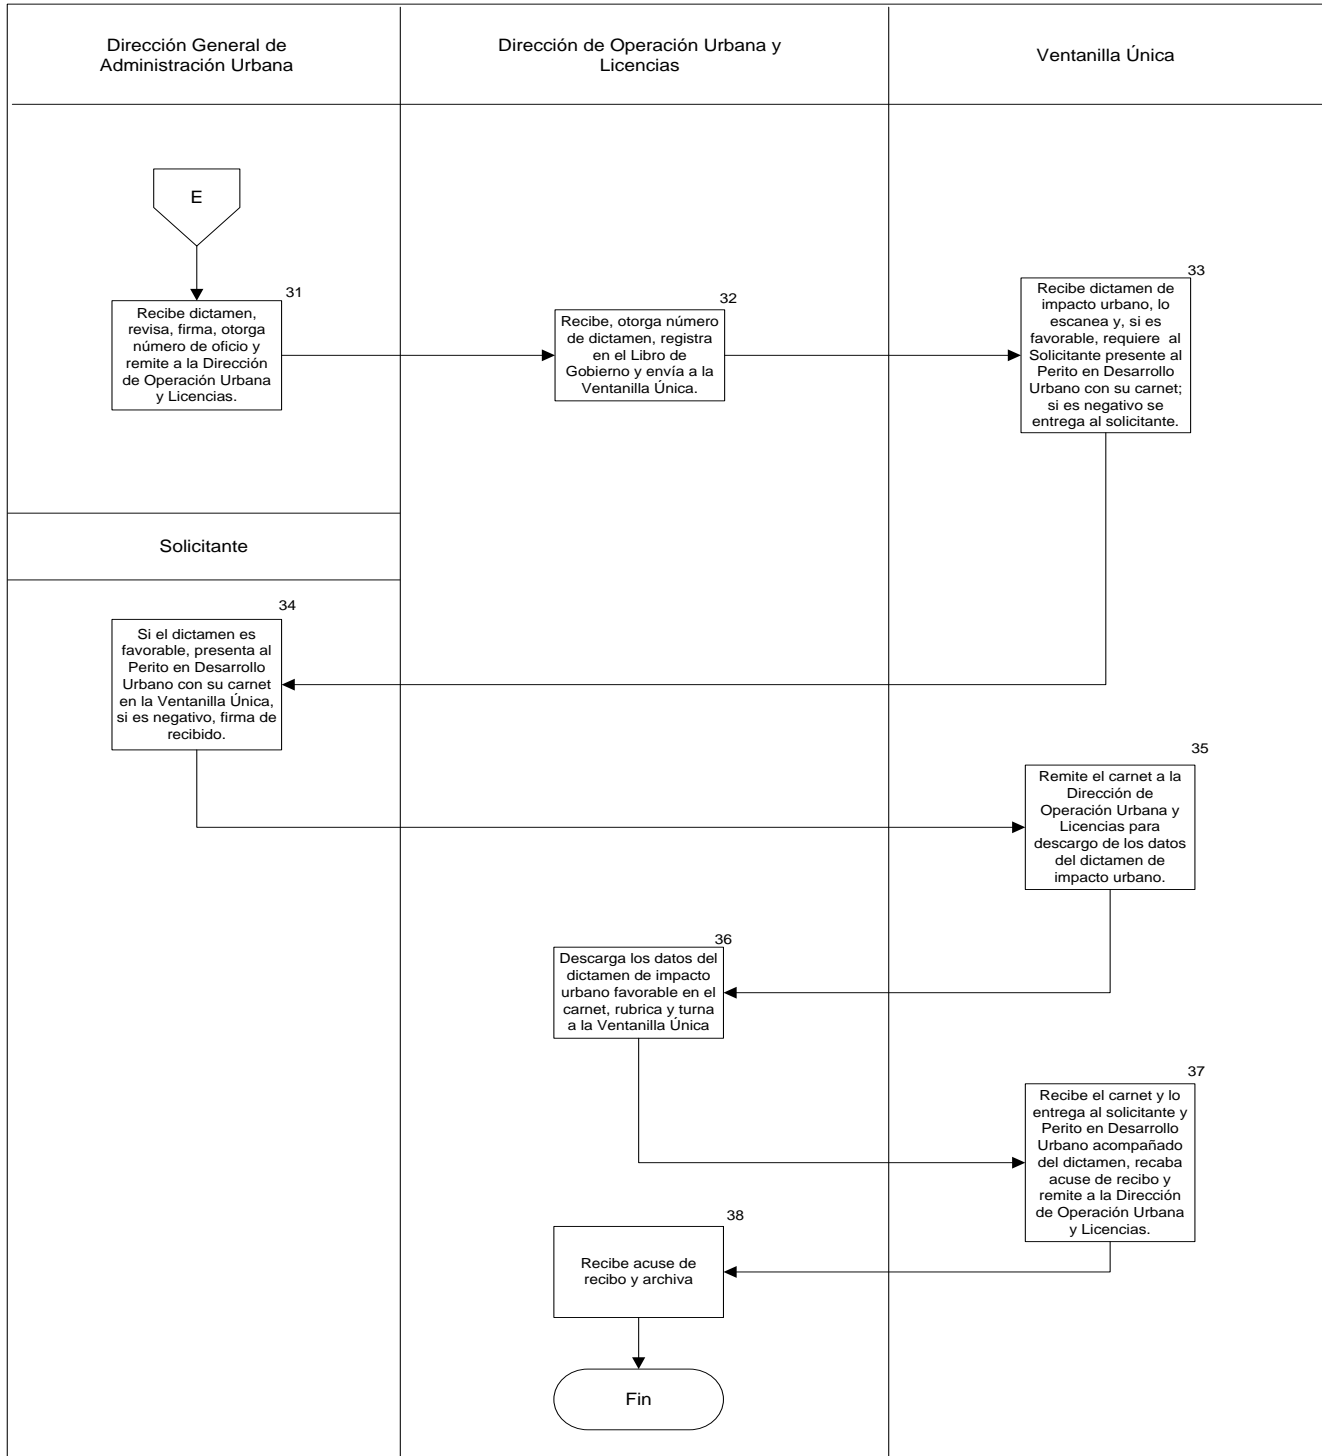 Dirección General de
Administración Urbana
Dirección de Operación Urbana y
Licencias
Ventanilla Única
E
31
Recibe dictamen,
revisa, firma, otorga
número de oficio y
remite a la Dirección
de Operación Urbana
y Licencias.
32
Recibe, otorga número
de dictamen, registra
en el Libro de
Gobierno y envía a la
Ventanilla Única.
33
Recibe dictamen de
impacto urbano, lo
escanea y, si es
favorable, requiere al
Solicitante presente al
Perito en Desarrollo
Urbano con su carnet;
si es negativo se
entrega al solicitante.
Solicitante
34
Si el dictamen es
favorable, presenta al
Perito en Desarrollo
Urbano con su carnet
en la Ventanilla Única,
si es negativo, firma de
recibido.
35
Remite el carnet a la
Dirección de
Operación Urbana y
Licencias para
descargo de los datos
del dictamen de
impacto urbano.
36
Descarga los datos del
dictamen de impacto
urbano favorable en el
carnet, rubrica y turna
a la Ventanilla Única
37
Recibe el carnet y lo
entrega al solicitante y
Perito en Desarrollo
Urbano acompañado
del dictamen, recaba
acuse de recibo y
remite a la Dirección
de Operación Urbana
y Licencias.
38
Recibe acuse de
recibo y archiva
Fin